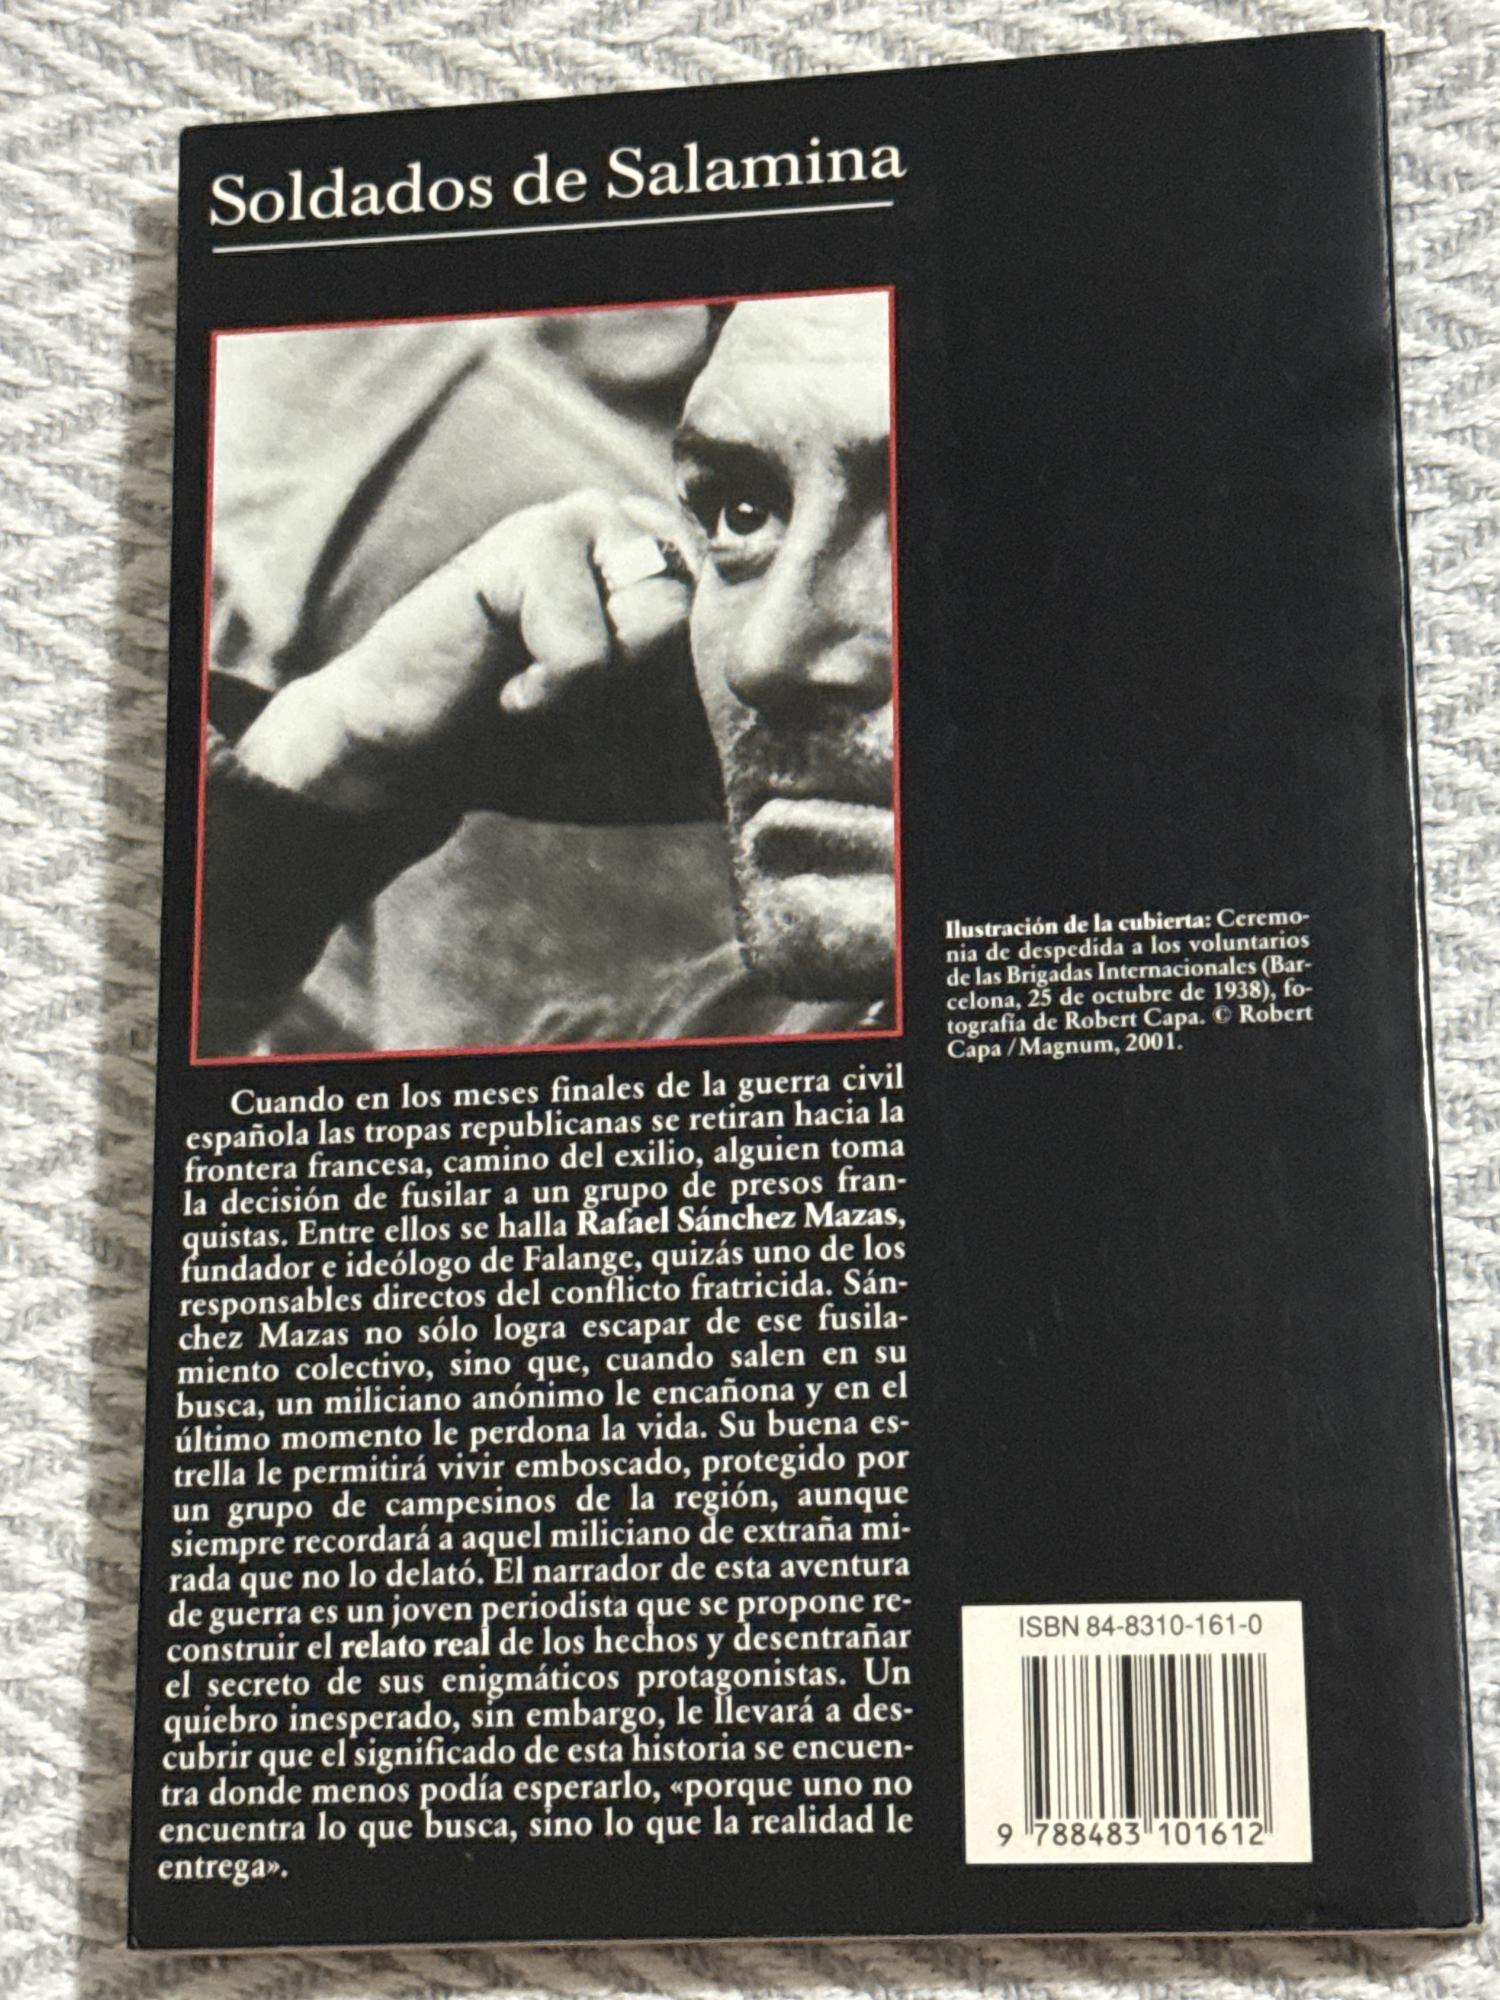 Soldados de Salamina
Ilustración de la cubierta: Ceremo-
nia de despedida a los voluntarios
de las Brigadas Internacionales (Bar-
celona, 25 de octubre de 1938), fo-
tografía de Robert Capa. © Robert
Capa / Magnum, 2001.
Cuando en los meses finales de la guerra civil
española las tropas republicanas se retiran hacia la
frontera francesa, camino del exilio, alguien toma
la decisión de fusilar a un grupo de presos fran-
quistas. Entre ellos se halla Rafael Sánchez Mazas,
fundador e ideólogo de Falange, quizás uno de los
responsables directos del conflicto fratricida. Sán-
chez Mazas no sólo logra escapar de ese fusila-
miento colectivo, sino que, cuando salen en su
busca, un miliciano anónimo le encañona y en el
último momento le perdona la vida. Su buena es-
trella le permitirá vivir emboscado, protegido por
un grupo de campesinos de la región, aunque
siempre recordará a aquel miliciano de extraña mi-
rada que no lo delató. El narrador de esta aventura
de guerra es un joven periodista que se propone re-
construir el relato real de los hechos y desentrañar
el secreto de sus enigmáticos protagonistas. Un
quiebro inesperado, sin embargo, le llevará a des-
cubrir que el significado de esta historia se encuen-
tra donde menos podía esperarlo, «porque uno no
encuentra lo que busca, sino lo que la realidad le
entrega».
ISBN 84-8310-161-0
9 788483 101612